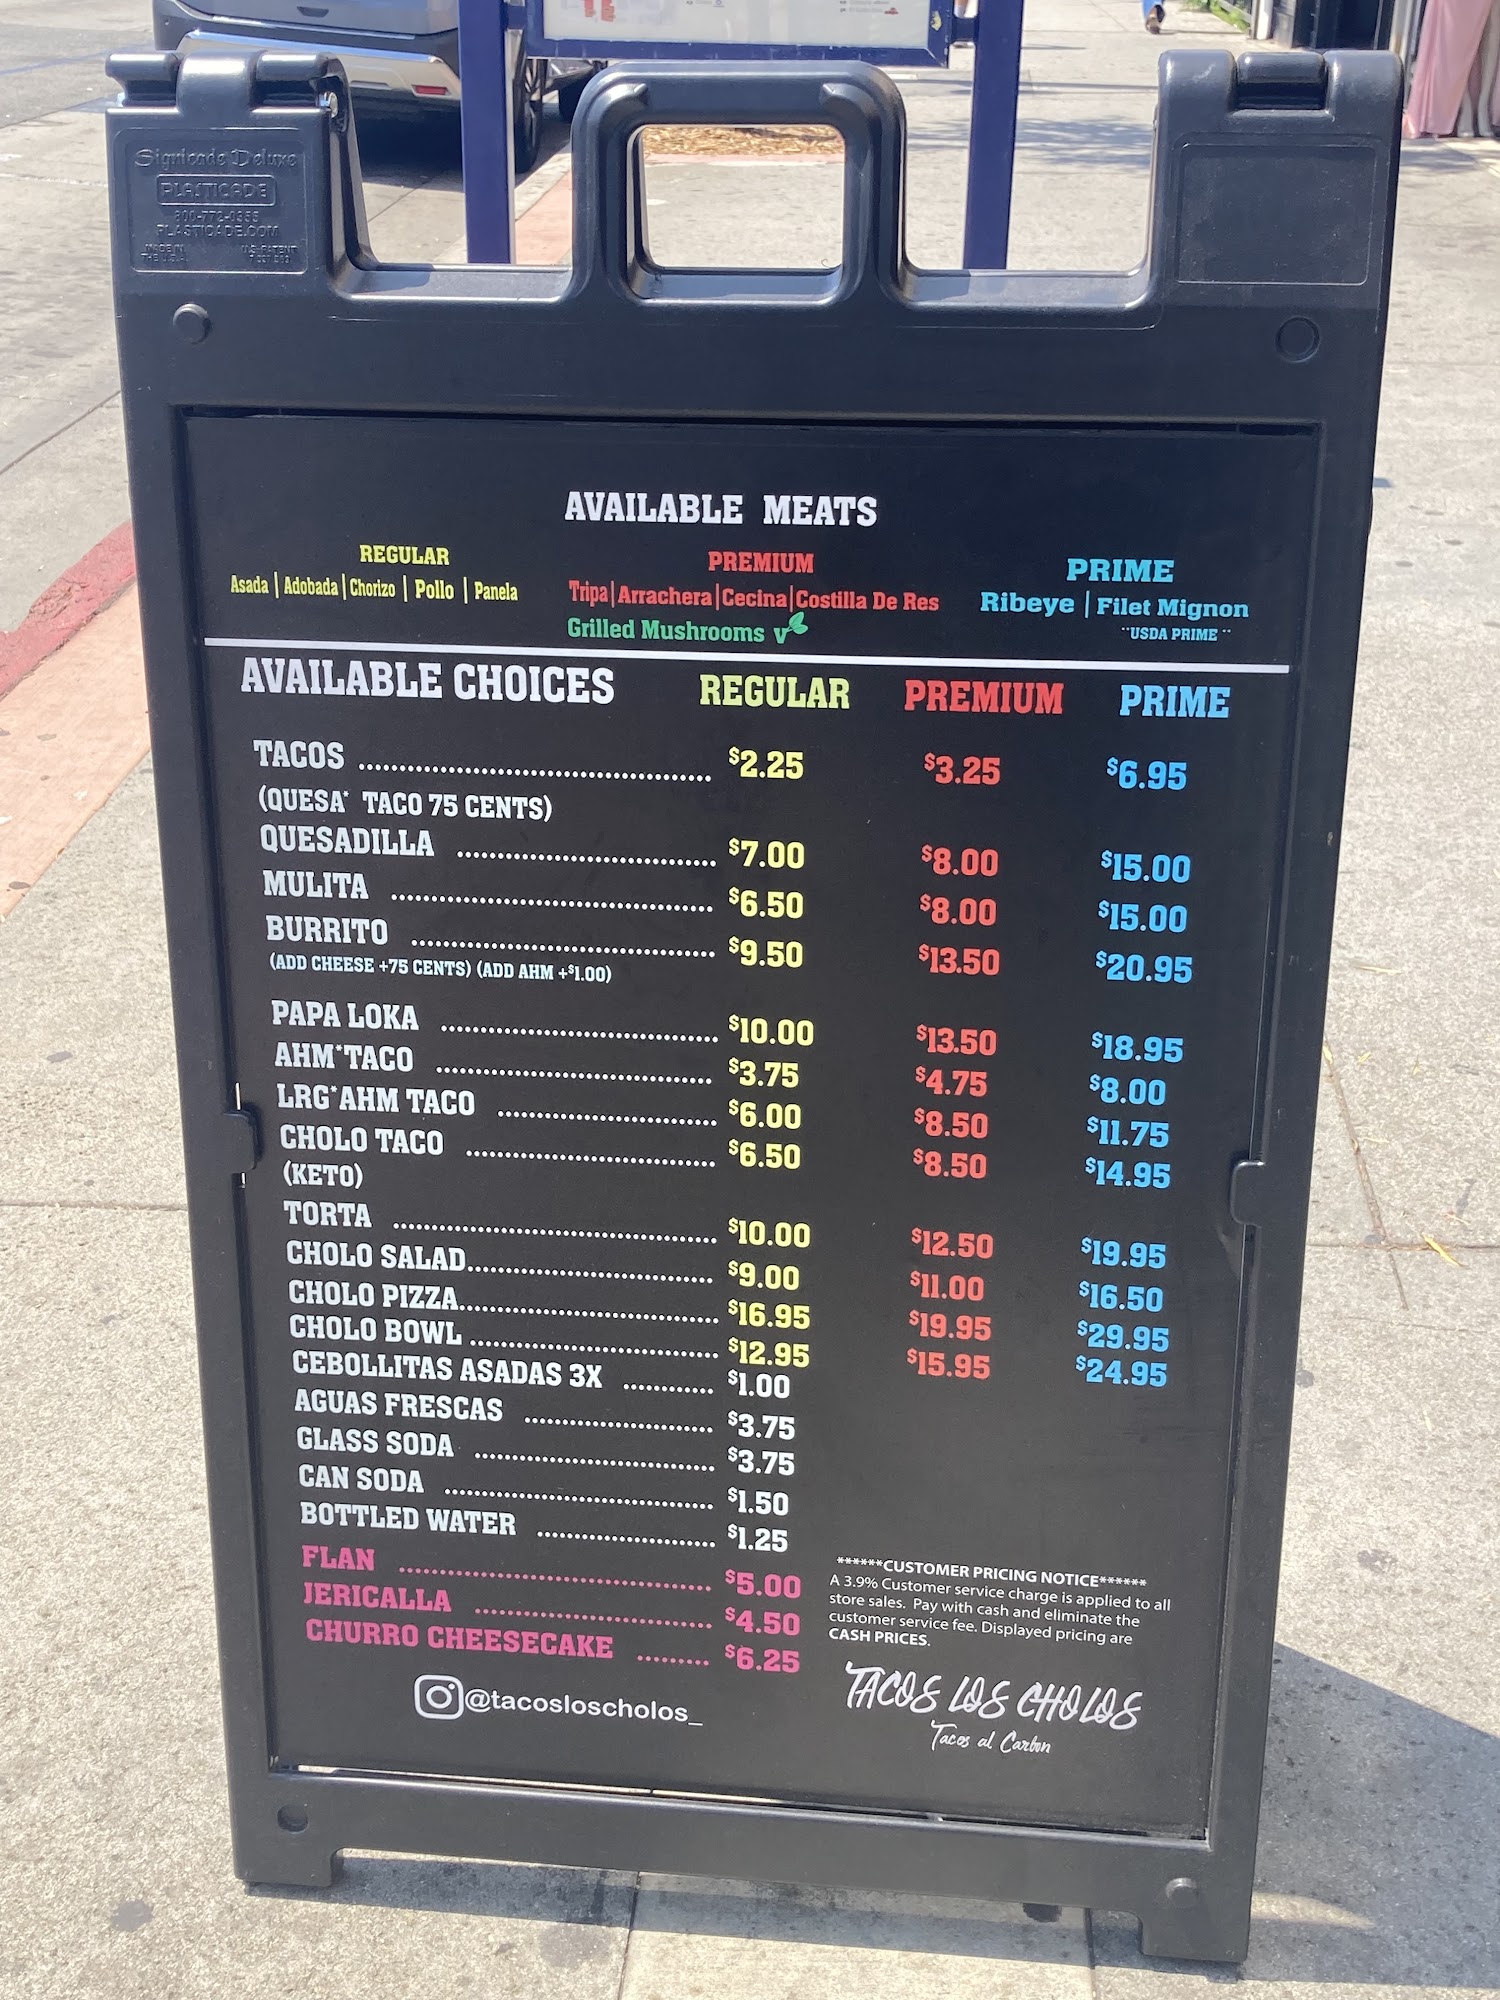 Signicade Deluxe
PLASTICADE
800-772-0355
PLASTICADE.COM
MADE IN THE U.S.A. U.S. PATENT
AVAILABLE MEATS
REGULAR PREMIUM PRIME
Asada | Adobada | Chorizo | Pollo | Panela Tripa | Arrachera | Cecina | Costilla De Res Ribeye | Filet Mignon
Grilled Mushrooms V "USDA PRIME"
AVAILABLE CHOICES REGULAR PREMIUM PRIME
TACOS $2.25 $3.25 $6.95
(QUESA* TACO 75 CENTS)
QUESADILLA $7.00 $8.00 $15.00
MULITA $6.50 $8.00 $15.00
BURRITO $9.50 $13.50 $20.95
(ADD CHEESE +75 CENTS) (ADD AHM +$1.00)
PAPA LOKA $10.00 $13.50 $18.95
AHM*TACO $3.75 $4.75 $8.00
LRG*AHM TACO $6.00 $8.50 $11.75
CHOLO TACO $6.50 $8.50 $14.95
(KETO)
TORTA $10.00 $12.50 $19.95
CHOLO SALAD $9.00 $11.00 $16.50
CHOLO PIZZA $16.95 $19.95 $29.95
CHOLO BOWL $12.95 $15.95 $24.95
CEBOLLITAS ASADAS 3X $1.00
AGUAS FRESCAS $3.75
GLASS SODA $3.75
CAN SODA $1.50
BOTTLED WATER $1.25
FLAN $5.00
JERICALLA $4.50
CHURRO CHEESECAKE $6.25
******CUSTOMER PRICING NOTICE******
A 3.9% Customer service charge is applied to all
store sales. Pay with cash and eliminate the
customer service fee. Displayed pricing are
CASH PRICES.
@tacosloscholos_
TACOS LOS CHOLOS
Tacos al Carbon